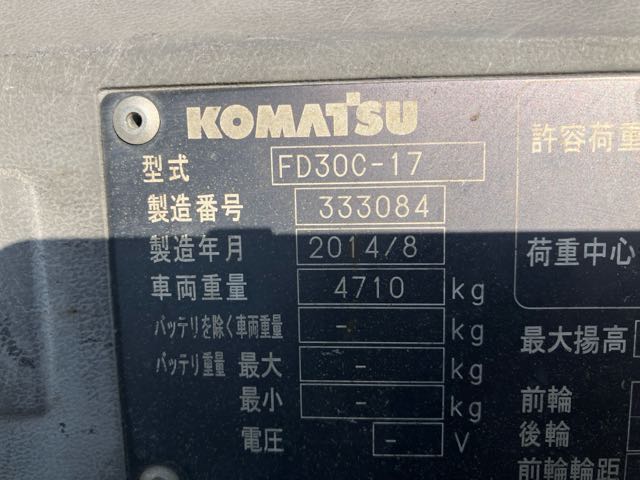 KOMATSU
型式 FD30C-17
製造番号 333084
製造年月 2014/8
車両重量 4710 kg
バッテリを除く車両重量 - kg
バッテリ重量 最大 - kg
最小 - kg
電圧 - V
許容荷重
荷重中心
最大揚高
前輪
後輪
前輪輪距